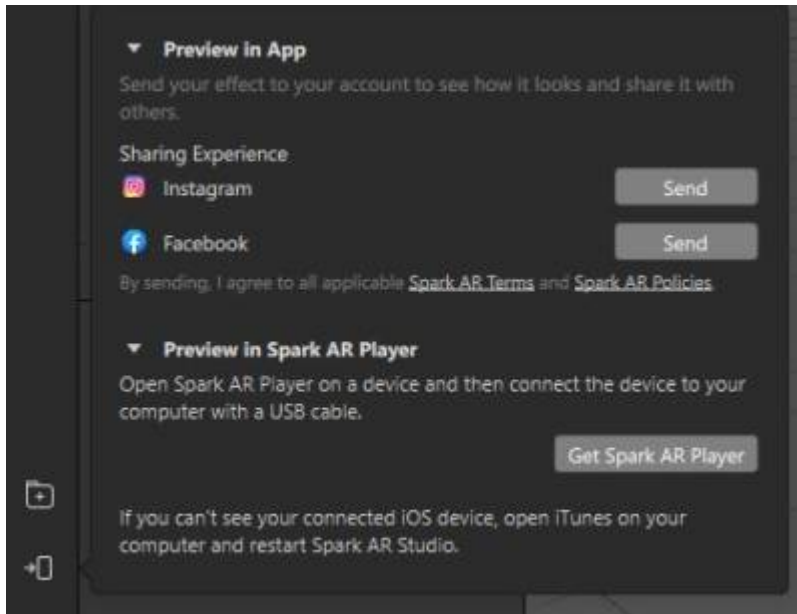 Preview in App
Send your effect to your account to see how it looks and share it with
others.
Sharing Experience
Instagram
Send
Facebook
Send
By sending, I agree to all applicable Spark AR Terms and Spark AR Policies
Preview in Spark AR Player
Open Spark AR Player on a device and then connect the device to your
computer with a USB cable.
Get Spark AR Player
If you can't see your connected iOS device, open iTunes on your
computer and restart Spark AR Studio.